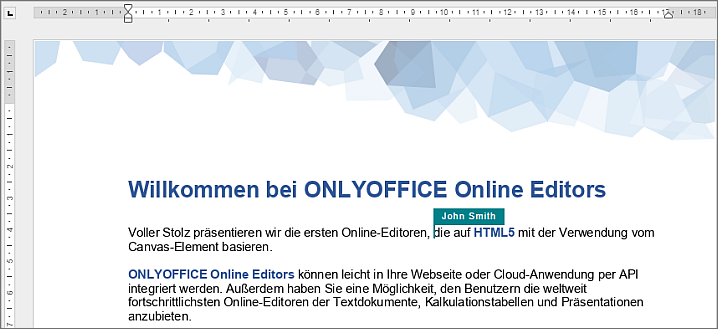 2 1 1 2 3 4 5 6 7 8 9 10 11 12 13 14 15 16 17 18
Willkommen bei ONLYOFFICE Online Editors
John Smith
Voller Stolz präsentieren wir die ersten Online-Editoren, die auf HTML5 mit der Verwendung vom
Canvas-Element basieren.
ONLYOFFICE Online Editors können leicht in Ihre Webseite oder Cloud-Anwendung per API
integriert werden. Außerdem haben Sie eine Möglichkeit, den Benutzern die weltweit
fortschrittlichsten Online-Editoren der Textdokumente, Kalkulationstabellen und Präsentationen
anzubieten.